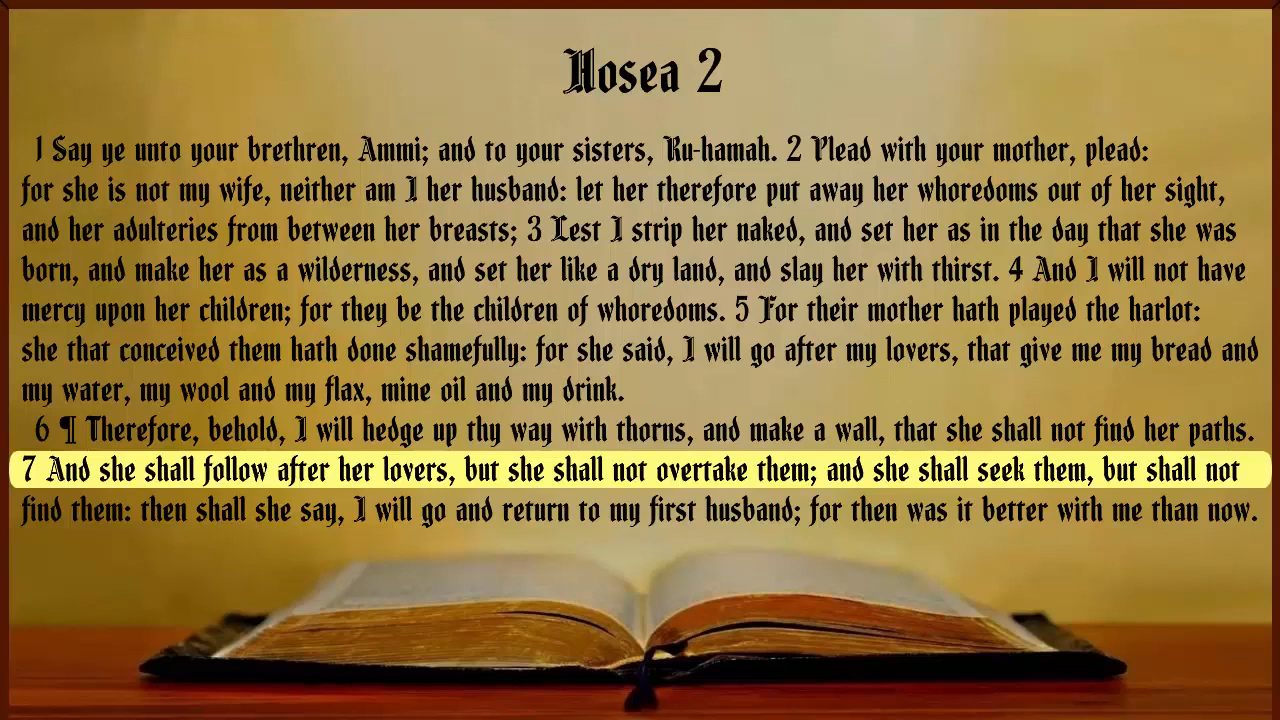 Hosea 2
1 Say ye unto your brethren, Ammi; and to your sisters, Ru-hamah. 2 Plead with your mother, plead:
for she is not my wife, neither am I her husband: let her therefore put away her whoredoms out of her sight,
and her adulteries from between her breasts; 3 Lest I strip her naked, and set her as in the day that she was
born, and make her as a wilderness, and set her like a dry land, and slay her with thirst. 4 And I will not have
mercy upon her children; for they be the children of whoredoms. 5 For their mother hath played the harlot:
she that conceived them hath done shamefully: for she said, I will go after my lovers, that give me my bread and
my water, my wool and my flax, mine oil and my drink.
6 ¶ Therefore, behold, I will hedge up thy way with thorns, and make a wall, that she shall not find her paths.
7 And she shall follow after her lovers, but she shall not overtake them; and she shall seek them, but shall not
find them: then shall she say, I will go and return to my first husband; for then was it better with me than now.